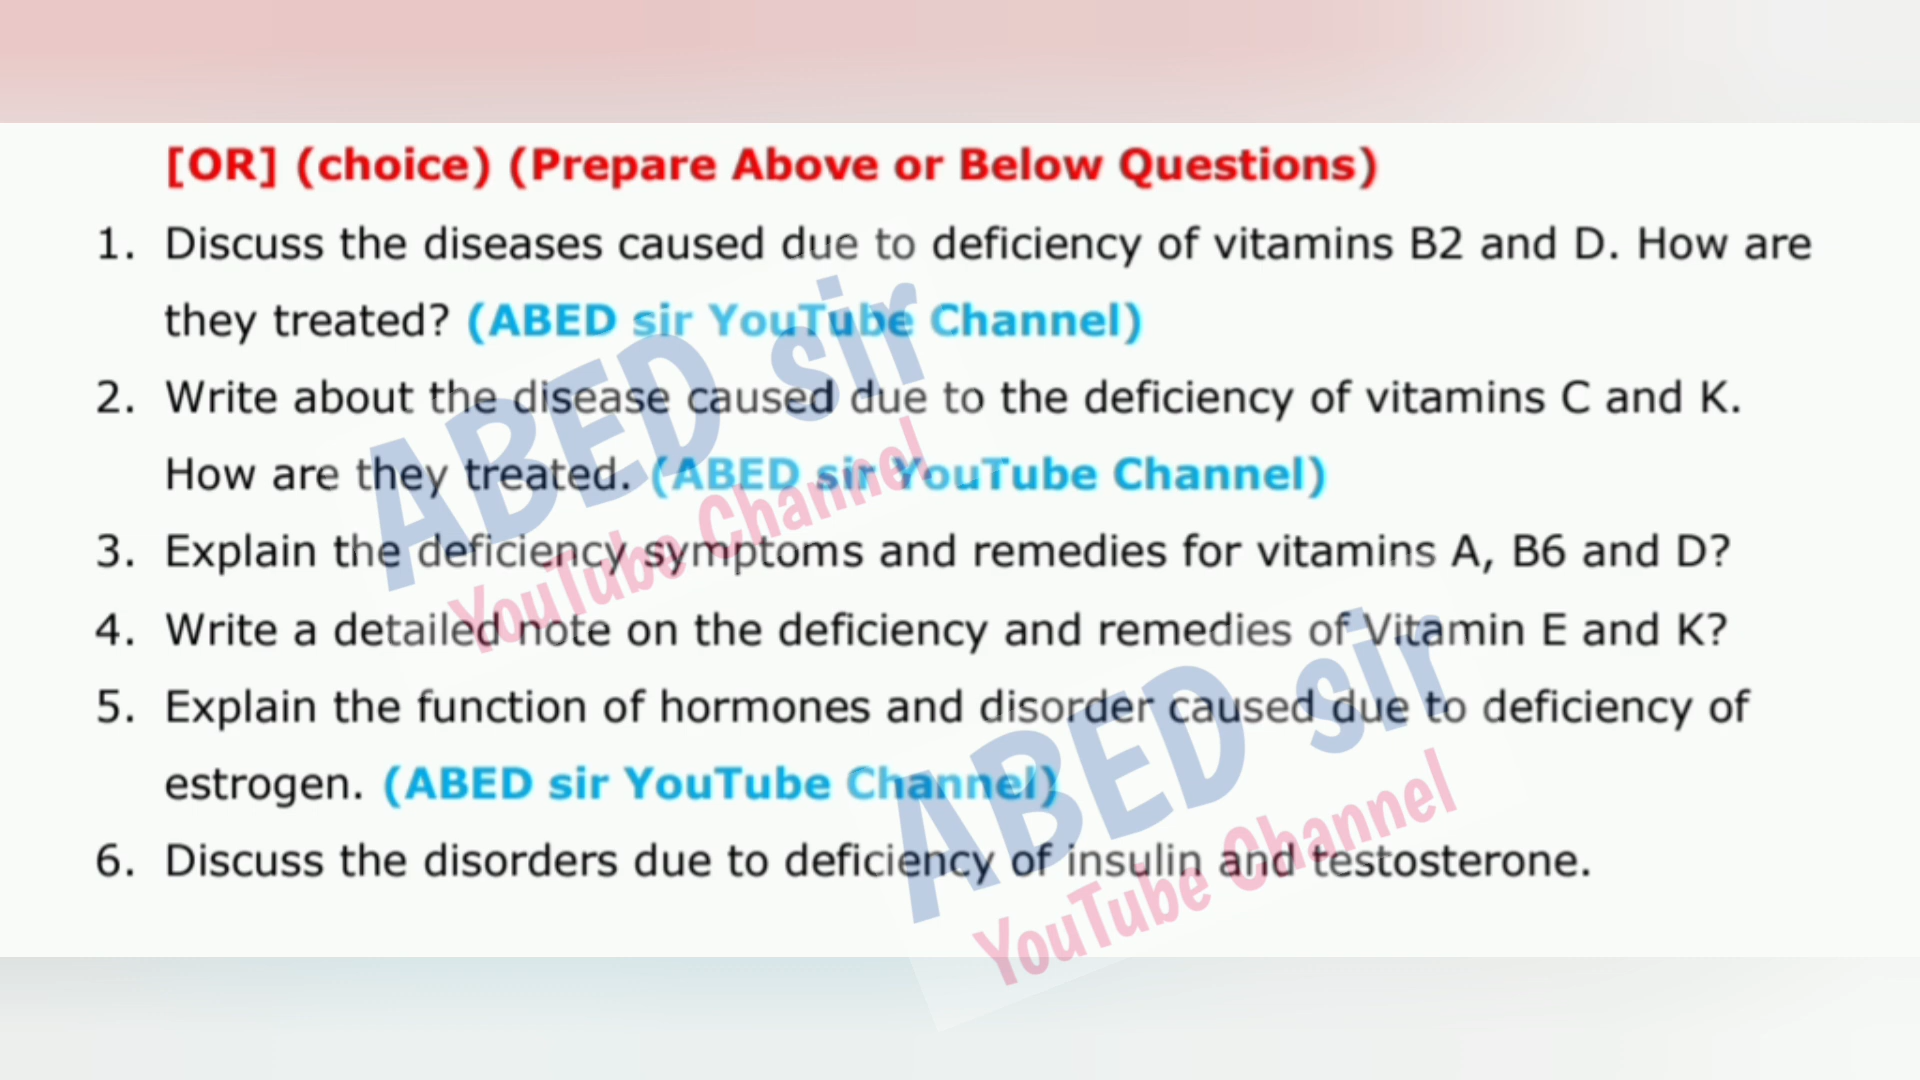 [OR] (choice) (Prepare Above or Below Questions)
1. Discuss the diseases caused due to deficiency of vitamins B2 and D. How are
they treated? (ABED sir YouTube Channel)
2. Write about the disease caused due to the deficiency of vitamins C and K.
How are they treated. (ABED sir YouTube Channel)
3. Explain the deficiency symptoms and remedies for vitamins A, B6 and D?
4. Write a detailed note on the deficiency and remedies of Vitamin E and K?
5. Explain the function of hormones and disorder caused due to deficiency of
estrogen. (ABED sir YouTube Channel)
6. Discuss the disorders due to deficiency of insulin and testosterone.
ABED sir
YouTube Channel
ABED sir
YouTube Channel